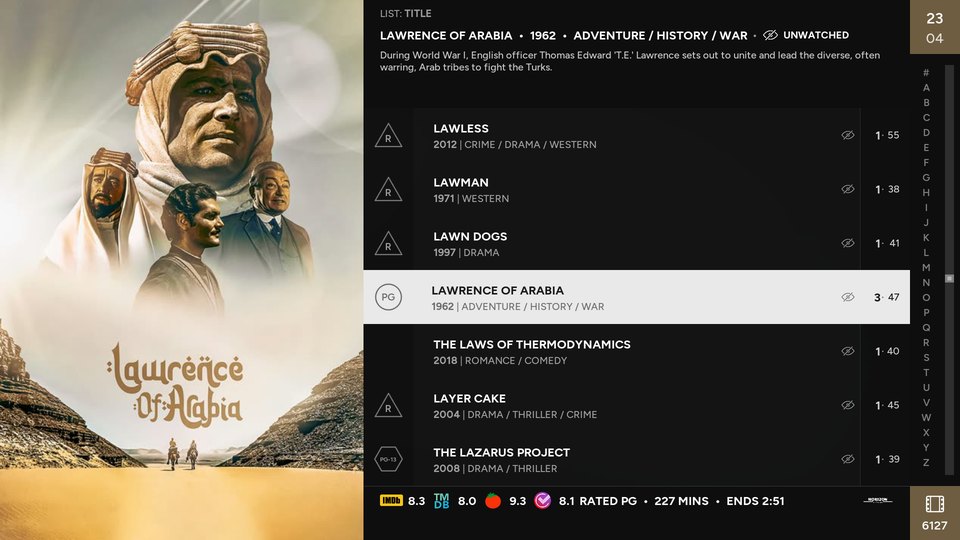 Lawrence
Of Arabia
LIST: TITLE
LAWRENCE OF ARABIA • 1962 • ADVENTURE / HISTORY / WAR · UNWATCHED
During World War I, English officer Thomas Edward 'T.E.' Lawrence sets out to unite and lead the diverse, often
warring, Arab tribes to fight the Turks.
R
LAWLESS
2012 | CRIME / DRAMA / WESTERN
1· 55
R
LAWMAN
1971 | WESTERN
1· 38
R
LAWN DOGS
1997 | DRAMA
1· 41
PG
LAWRENCE OF ARABIA
1962 | ADVENTURE / HISTORY / WAR
3· 47
THE LAWS OF THERMODYNAMICS
2018 | ROMANCE / COMEDY
1· 40
R
LAYER CAKE
2004 | DRAMA / THRILLER / CRIME
1· 45
PG-13
THE LAZARUS PROJECT
2008 | DRAMA / THRILLER
1· 39
IMDb 8.3 TMDB 8.0 9.3 8.1 RATED PG • 227 MINS • ENDS 2:51
HORIZON
23
04
#
A
B
C
D
E
F
G
H
I
J
K
L
M
N
O
P
Q
R
S
T
U
V
W
X
Y
Z
6127